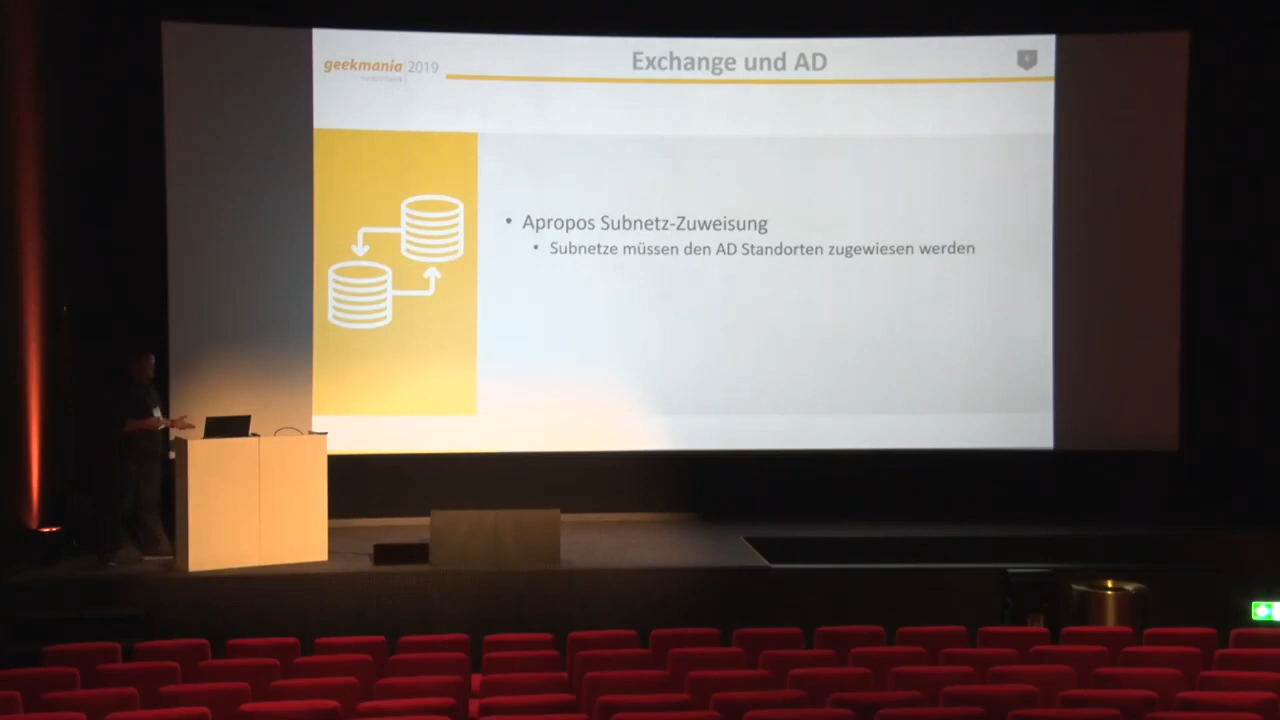 geekmania 2019
Exchange und AD
• Apropos Subnetz-Zuweisung
• Subnetze müssen den AD Standorten zugewiesen werden